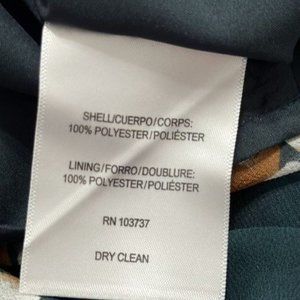 SHELL/CUERPO/CORPS:
100% POLYESTER/POLIÉSTER
LINING/FORRO/DOUBLURE:
100% POLYESTER/POLIÉSTER
RN 103737
DRY CLEAN